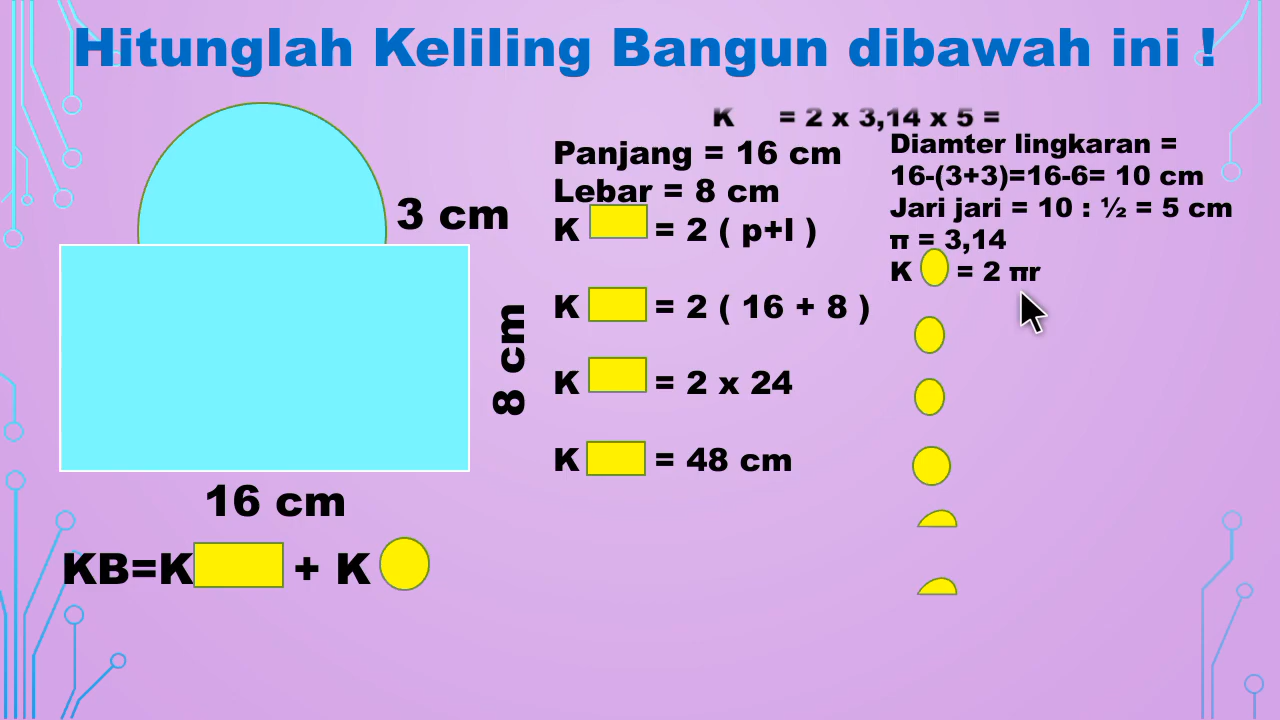 Hitunglah Keliling Bangun dibawah ini !
K = 2 x 3,14 x 5 =
3 cm
8 cm
16 cm
KB=K + K
Panjang = 16 cm
Lebar = 8 cm
K = 2 ( p+l )
K = 2 ( 16 + 8 )
K = 2 x 24
K = 48 cm
Diamter lingkaran =
16-(3+3)=16-6= 10 cm
Jari jari = 10 : ½ = 5 cm
π = 3,14
K = 2 πr